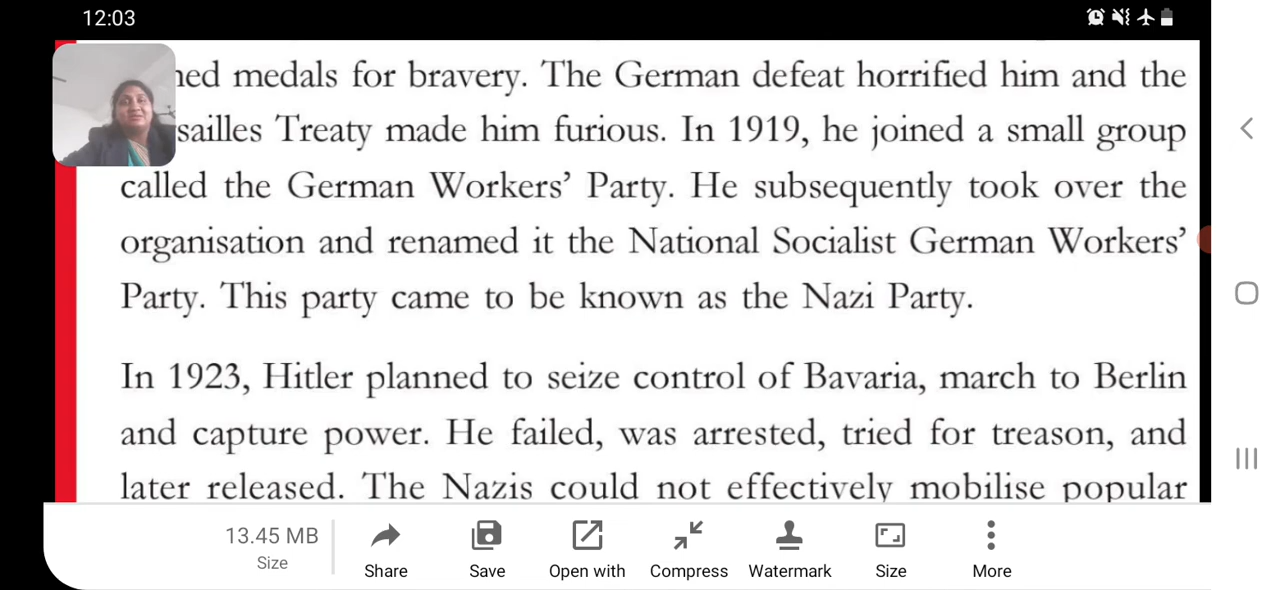 12:03
medals for bravery. The German defeat horrified him and the
Treaty made him furious. In 1919, he joined a small group
called the German Workers’ Party. He subsequently took over the
organisation and renamed it the National Socialist German Workers’
Party. This party came to be known as the Nazi Party.
In 1923, Hitler planned to seize control of Bavaria, march to Berlin
and capture power. He failed, was arrested, tried for treason, and
later released. The Nazis could not effectively mobilise popular
13.45 MB
Size
Share
Save
Open with
Compress
Watermark
Size
More